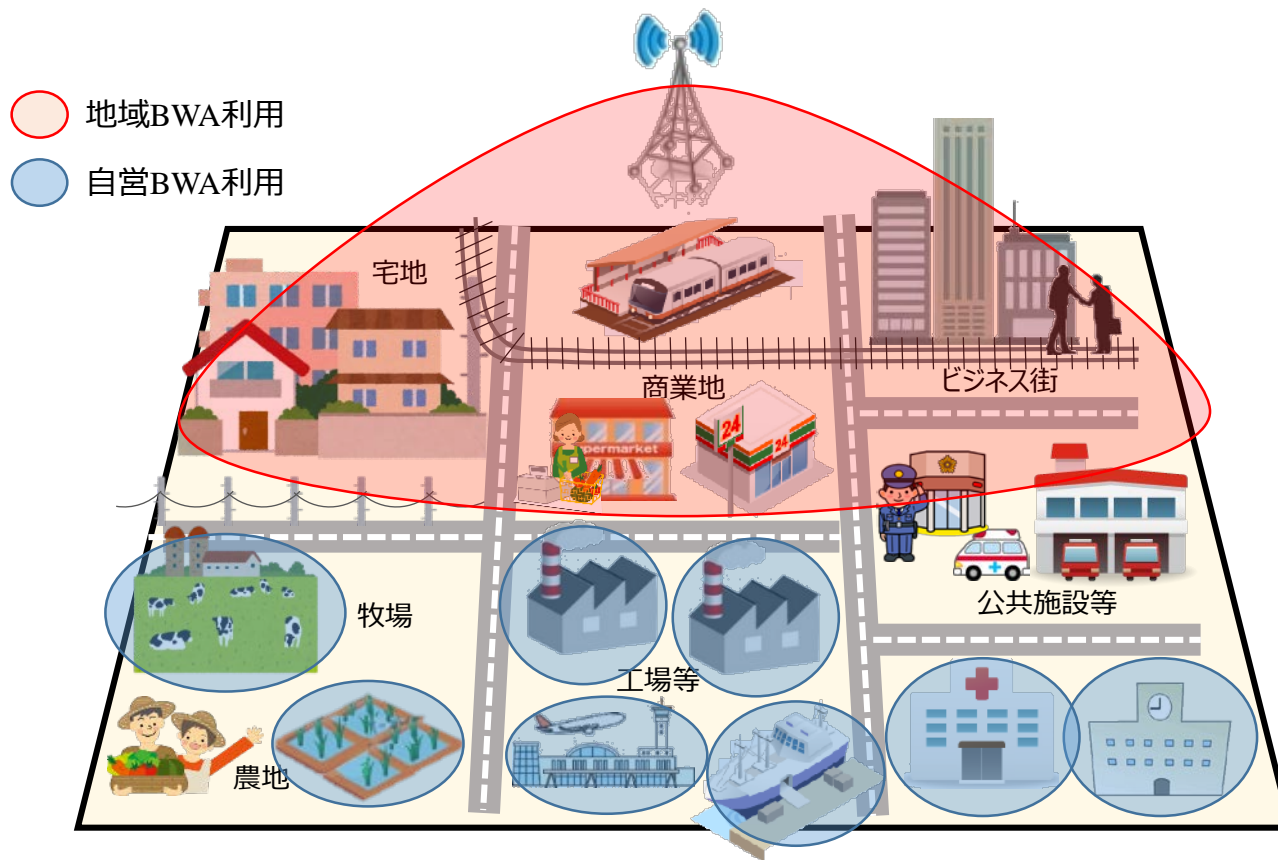 地域BWA利用
自営BWA利用
宅地
商業地
ビジネス街
permarket
24
24
公共施設等
牧場
工場等
農地